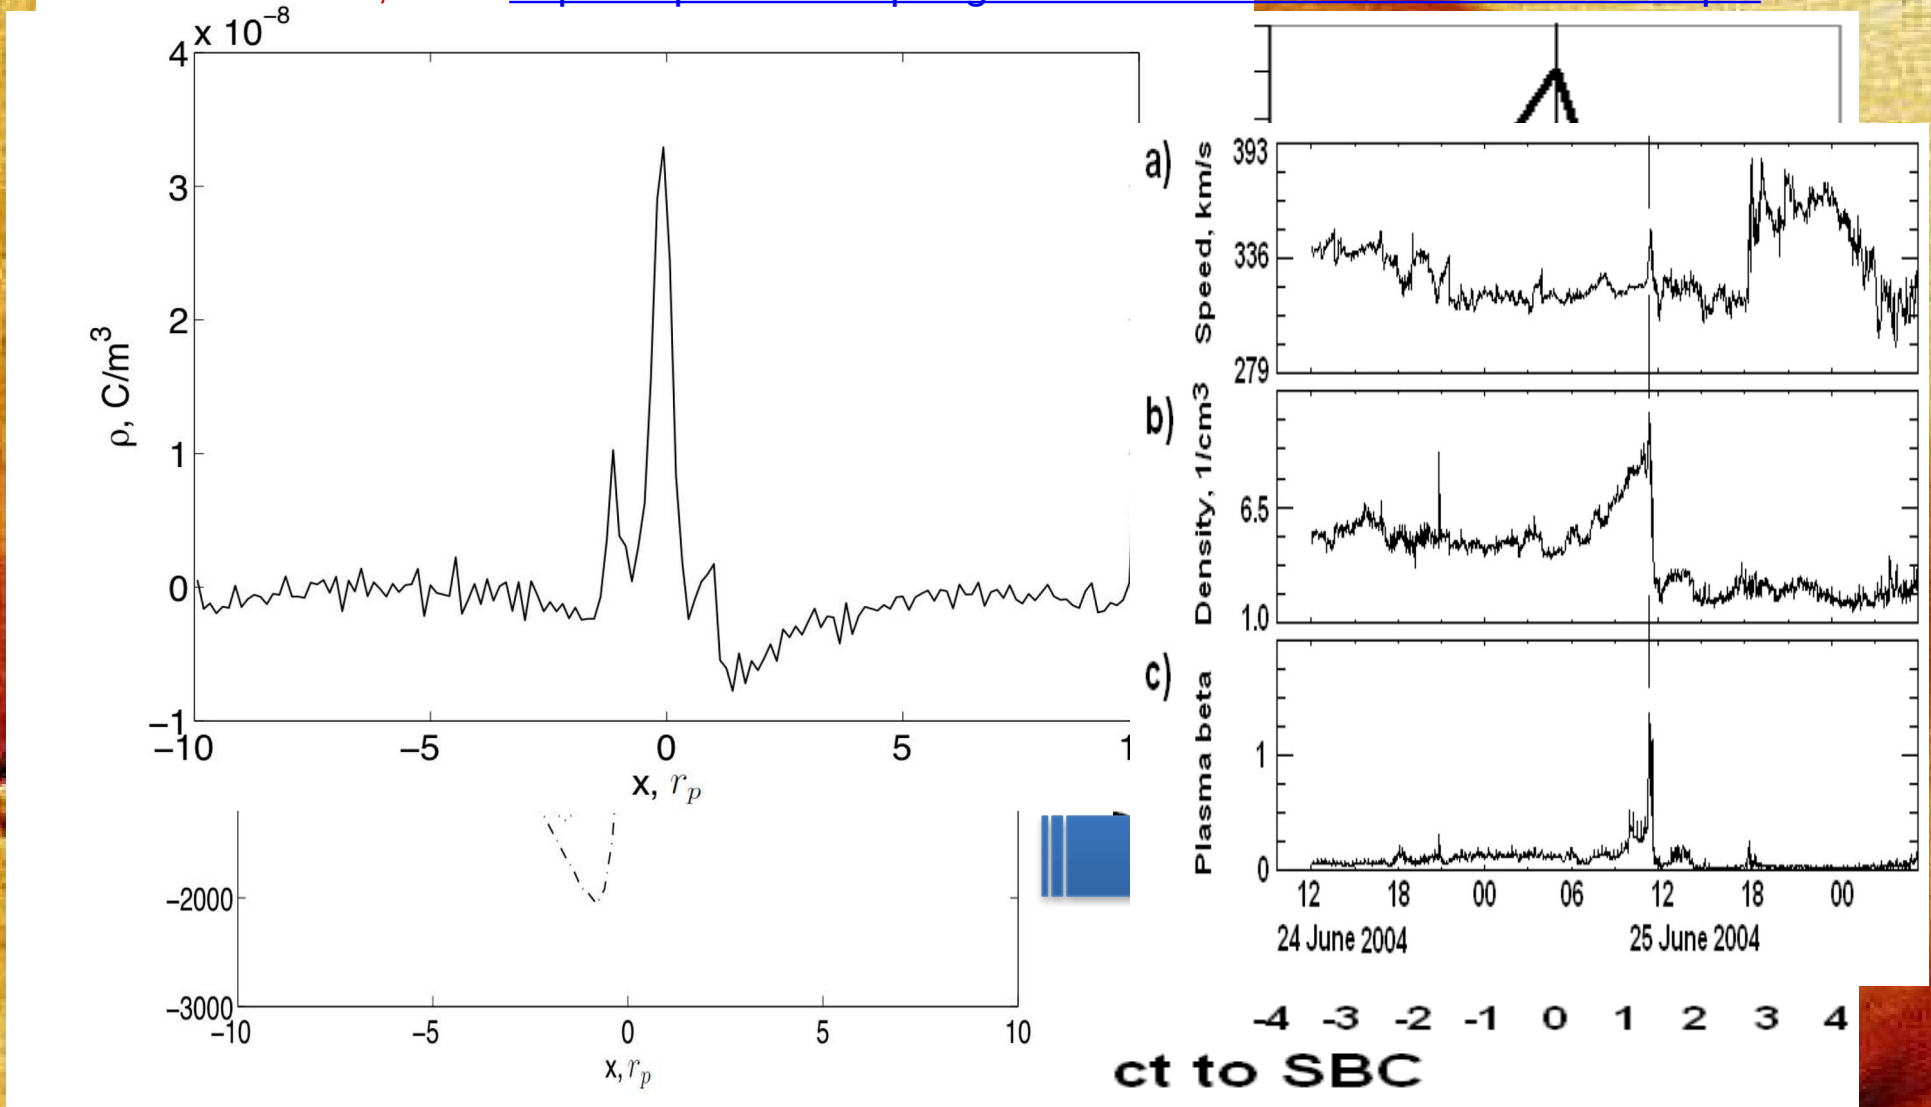 x 10⁻⁸
4
3
2
1
0
−1
ρ, C/m³
−10
−5
0
5
1
x, r_p
−2000
−3000
−10
−5
0
5
10
x, r_p
a)
Speed, km/s
393
336
279
b)
Density, 1/cm3
6.5
1.0
c)
Plasma beta
1
0
12 18 00 06 12 18 00
24 June 2004 25 June 2004
-4 -3 -2 -1 0 1 2 3 4
ct to SBC